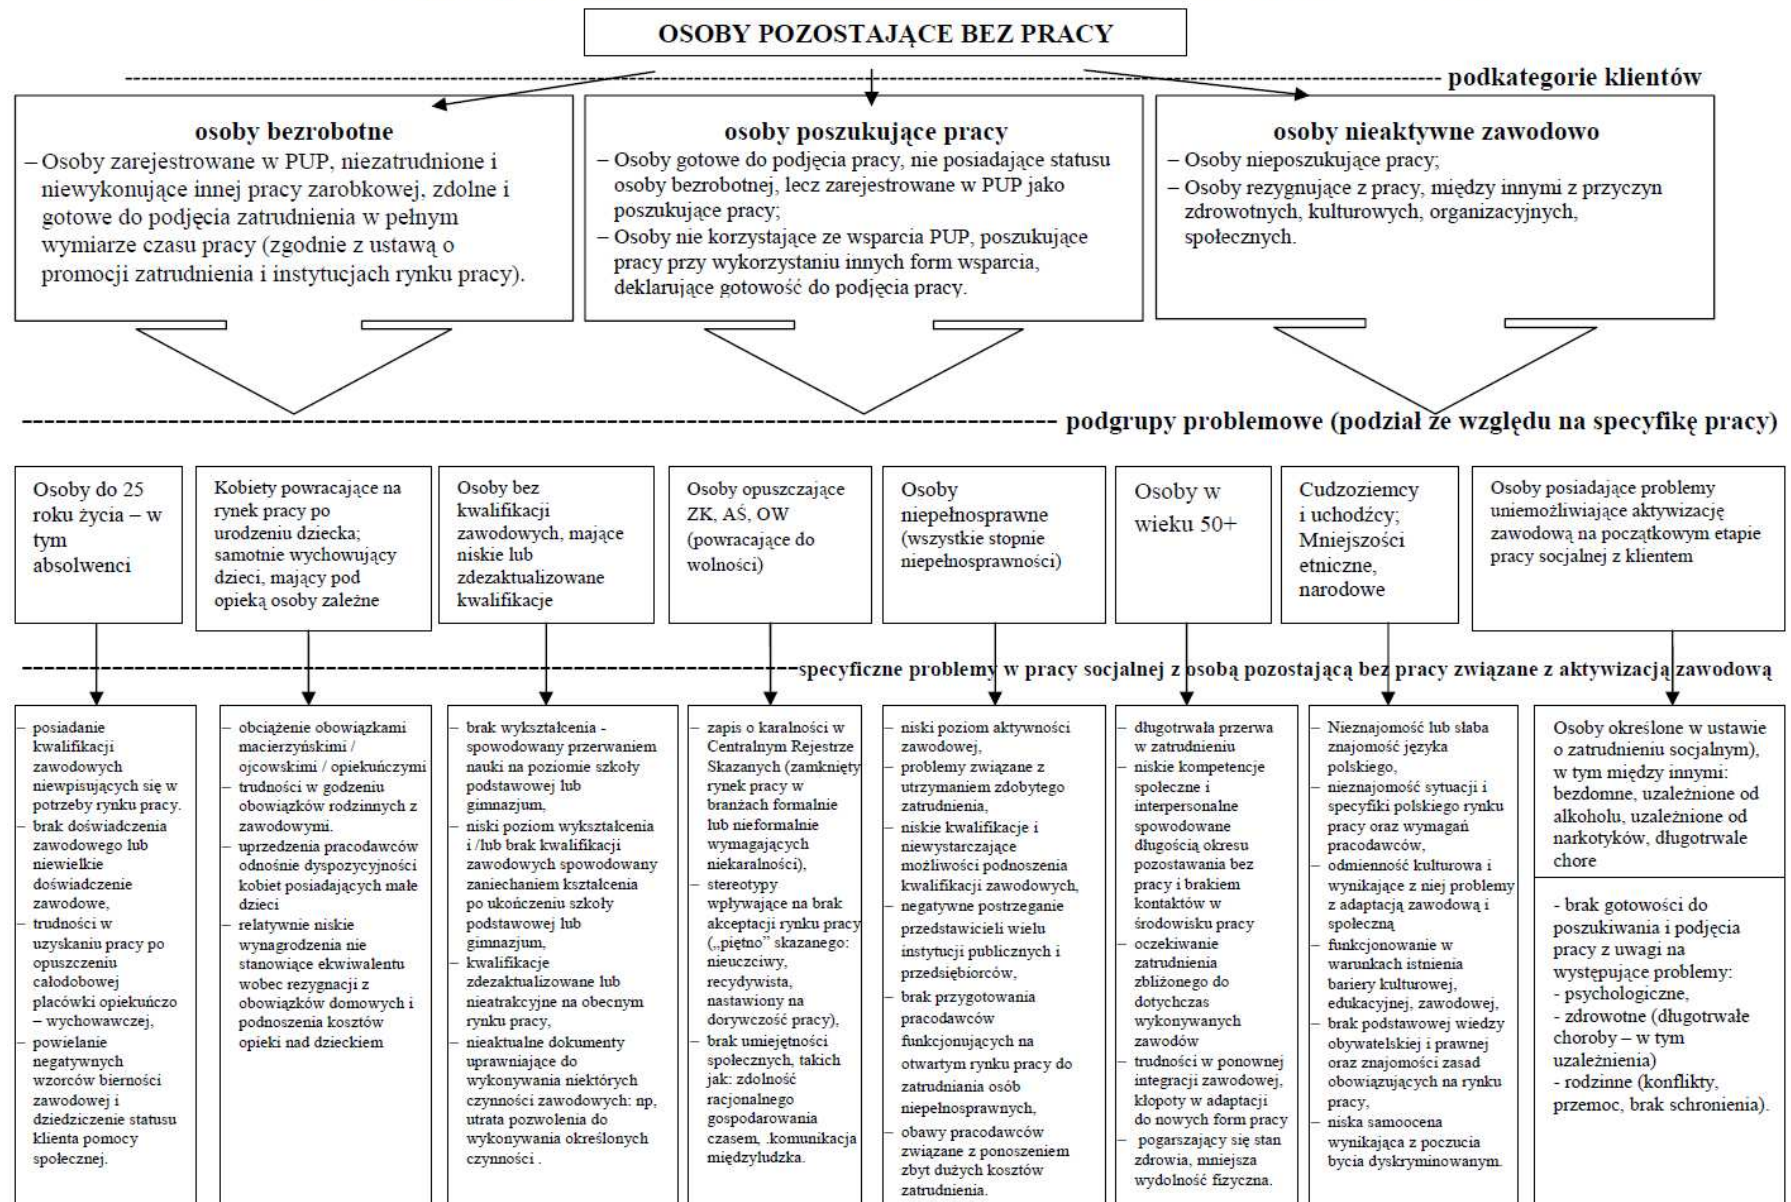 OSOBY POZOSTAJĄCE BEZ PRACY
podkategorie klientów
osoby bezrobotne
– Osoby zarejestrowane w PUP, niezatrudnione i
niewykonujące innej pracy zarobkowej, zdolne i
gotowe do podjęcia zatrudnienia w pełnym
wymiarze czasu pracy (zgodnie z ustawą o
promocji zatrudnienia i instytucjach rynku pracy).
osoby poszukujące pracy
– Osoby gotowe do podjęcia pracy, nie posiadające statusu
osoby bezrobotnej, lecz zarejestrowane w PUP jako
poszukujące pracy;
– Osoby nie korzystające ze wsparcia PUP, poszukujące
pracy przy wykorzystaniu innych form wsparcia,
deklarujące gotowość do podjęcia pracy.
osoby nieaktywne zawodowo
– Osoby nieposzukujące pracy;
– Osoby rezygnujące z pracy, między innymi z przyczyn
zdrowotnych, kulturowych, organizacyjnych,
społecznych.
podgrupy problemowe (podział ze względu na specyfikę pracy)
Osoby do 25
roku życia – w
tym
absolwenci
Kobiety powracające na
rynek pracy po
urodzeniu dziecka;
samotnie wychowujący
dzieci, mający pod
opieką osoby zależne
Osoby bez
kwalifikacji
zawodowych, mające
niskie lub
zdezaktualizowane
kwalifikacje
Osoby opuszczające
ZK, AŚ, OW
(powracające do
wolności)
Osoby
niepełnosprawne
(wszystkie stopnie
niepełnosprawności)
Osoby w
wieku 50+
Cudzoziemcy
i uchodźcy;
Mniejszości
etniczne,
narodowe
Osoby posiadające problemy
uniemożliwiające aktywizację
zawodową na początkowym etapie
pracy socjalnej z klientem
specyficzne problemy w pracy socjalnej z osobą pozostającą bez pracy związane z aktywizacją zawodową
– posiadanie
kwalifikacji
zawodowych
niewpisujących się w
potrzeby rynku pracy.
– brak doświadczenia
zawodowego lub
niewielkie
doświadczenie
zawodowe,
– trudności w
uzyskaniu pracy po
opuszczeniu
całodobowej
placówki opiekuńczo
– wychowawczej,
– powielanie
negatywnych
wzorców bierności
zawodowej i
dziedziczenie statusu
klienta pomocy
społecznej.
– obciążenie obowiązkami
macierzyńskimi /
ojcowskimi / opiekuńczymi
– trudności w godzeniu
obowiązków rodzinnych z
zawodowymi.
– uprzedzenia pracodawców
odnośnie dyspozycyjności
kobiet posiadających małe
dzieci
– relatywnie niskie
wynagrodzenia nie
stanowiące ekwiwalentu
wobec rezygnacji z
obowiązków domowych i
podnoszenia kosztów
opieki nad dzieckiem
– brak wykształcenia -
spowodowany przerwaniem
nauki na poziomie szkoły
podstawowej lub
gimnazjum,
– niski poziom wykształcenia
i /lub brak kwalifikacji
zawodowych spowodowany
zaniechaniem kształcenia
po ukończeniu szkoły
podstawowej lub
gimnazjum,
– kwalifikacje
zdezaktualizowane lub
nieatrakcyjne na obecnym
rynku pracy,
– nieaktualne dokumenty
uprawniające do
wykonywania niektórych
czynności zawodowych: np,
utrata pozwolenia do
wykonywania określonych
czynności .
– zapis o karalności w
Centralnym Rejestrze
Skazanych (zamknięty
rynek pracy w
branżach formalnie
lub nieformalnie
wymagających
niekaralności),
– stereotypy
wpływające na brak
akceptacji rynku pracy
(„piętno” skazanego:
nieuczciwy,
recydywista,
nastawiony na
dorywczość pracy),
– brak umiejętności
społecznych, takich
jak: zdolność
racjonalnego
gospodarowania
czasem, .komunikacja
międzyludzka.
– niski poziom aktywności
zawodowej,
– problemy związane z
utrzymaniem zdobytego
zatrudnienia,
– niskie kwalifikacje i
niewystarczające
możliwości podnoszenia
kwalifikacji zawodowych,
– negatywne postrzeganie
przedstawicieli wielu
instytucji publicznych i
przedsiębiorców,
– brak przygotowania
pracodawców
funkcjonujących na
otwartym rynku pracy do
zatrudniania osób
niepełnosprawnych,
– obawy pracodawców
związane z ponoszeniem
zbyt dużych kosztów
zatrudnienia.
– długotrwała przerwa
w zatrudnieniu
– niskie kompetencje
społeczne i
interpersonalne
spowodowane
długością okresu
pozostawania bez
pracy i brakiem
kontaktów w
środowisku pracy
– oczekiwanie
zatrudnienia
zbliżonego do
dotychczas
wykonywanych
zawodów
– trudności w ponownej
integracji zawodowej,
kłopoty w adaptacji
do nowych form pracy
– pogarszający się stan
zdrowia, mniejsza
wydolność fizyczna.
– Nieznajomość lub słaba
znajomość języka
polskiego,
– nieznajomość sytuacji i
specyfiki polskiego rynku
pracy oraz wymagań
pracodawców,
– odmienność kulturowa i
wynikające z niej problemy
z adaptacją zawodową i
społeczną
– funkcjonowanie w
warunkach istnienia
bariery kulturowej,
edukacyjnej, zawodowej,
– brak podstawowej wiedzy
obywatelskiej i prawnej
oraz znajomości zasad
obowiązujących na rynku
pracy,
– niska samoocena
wynikająca z poczucia
bycia dyskryminowanym.
Osoby określone w ustawie
o zatrudnieniu socjalnym),
w tym między innymi:
bezdomne, uzależnione od
alkoholu, uzależnione od
narkotyków, długotrwale
chore
- brak gotowości do
poszukiwania i podjęcia
pracy z uwagi na
występujące problemy:
- psychologiczne,
- zdrowotne (długotrwałe
choroby – w tym
uzależnienia)
- rodzinne (konflikty,
przemoc, brak schronienia).